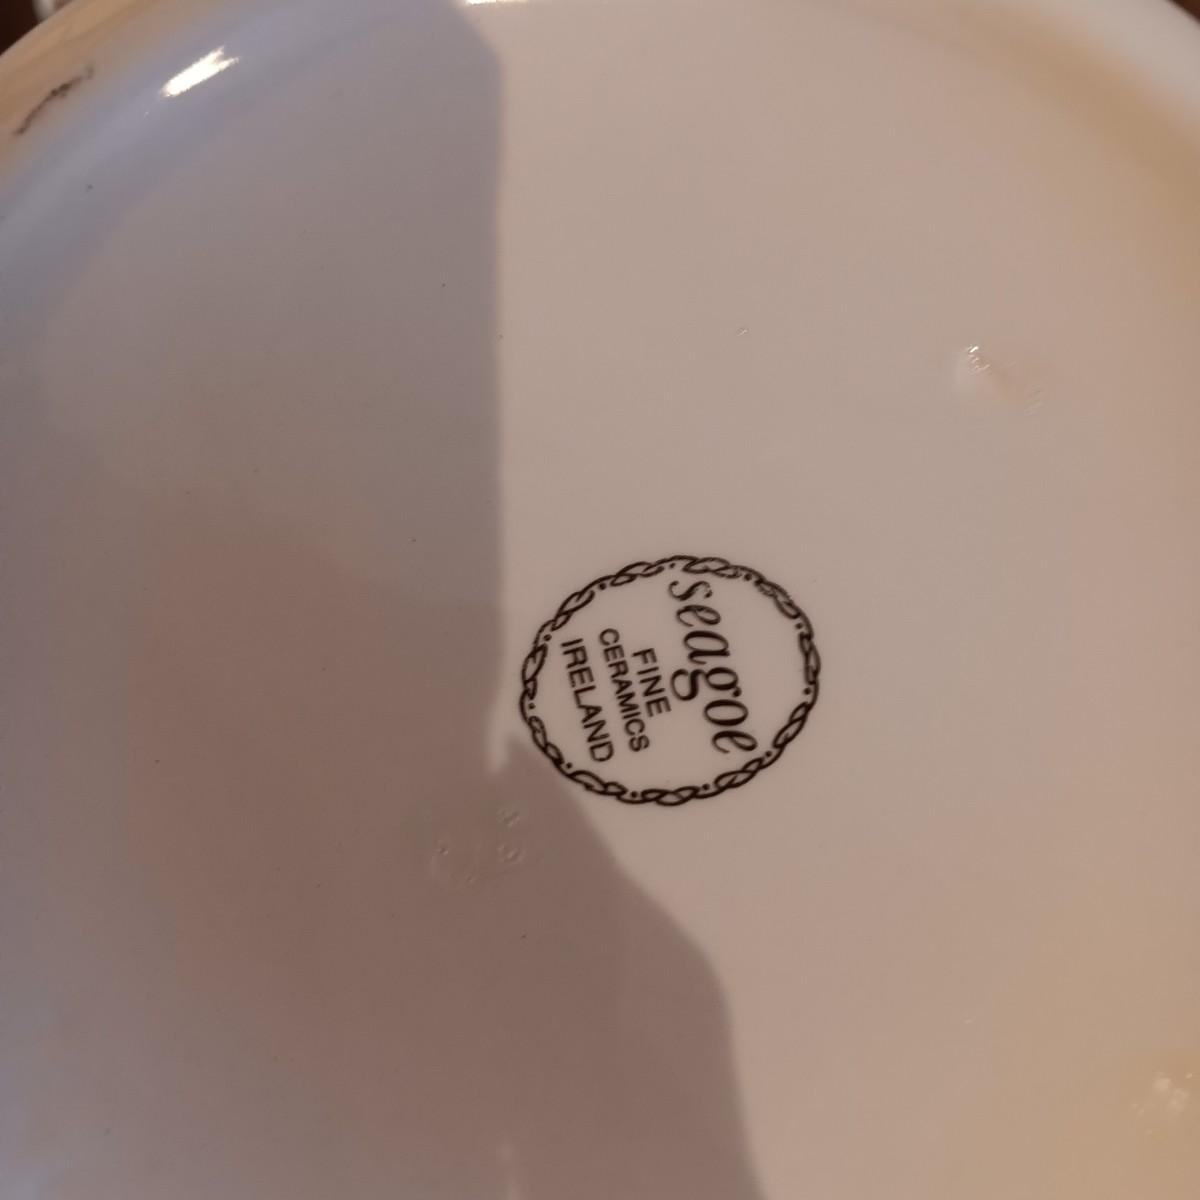 seagoe
FINE
CERAMICS
IRELAND